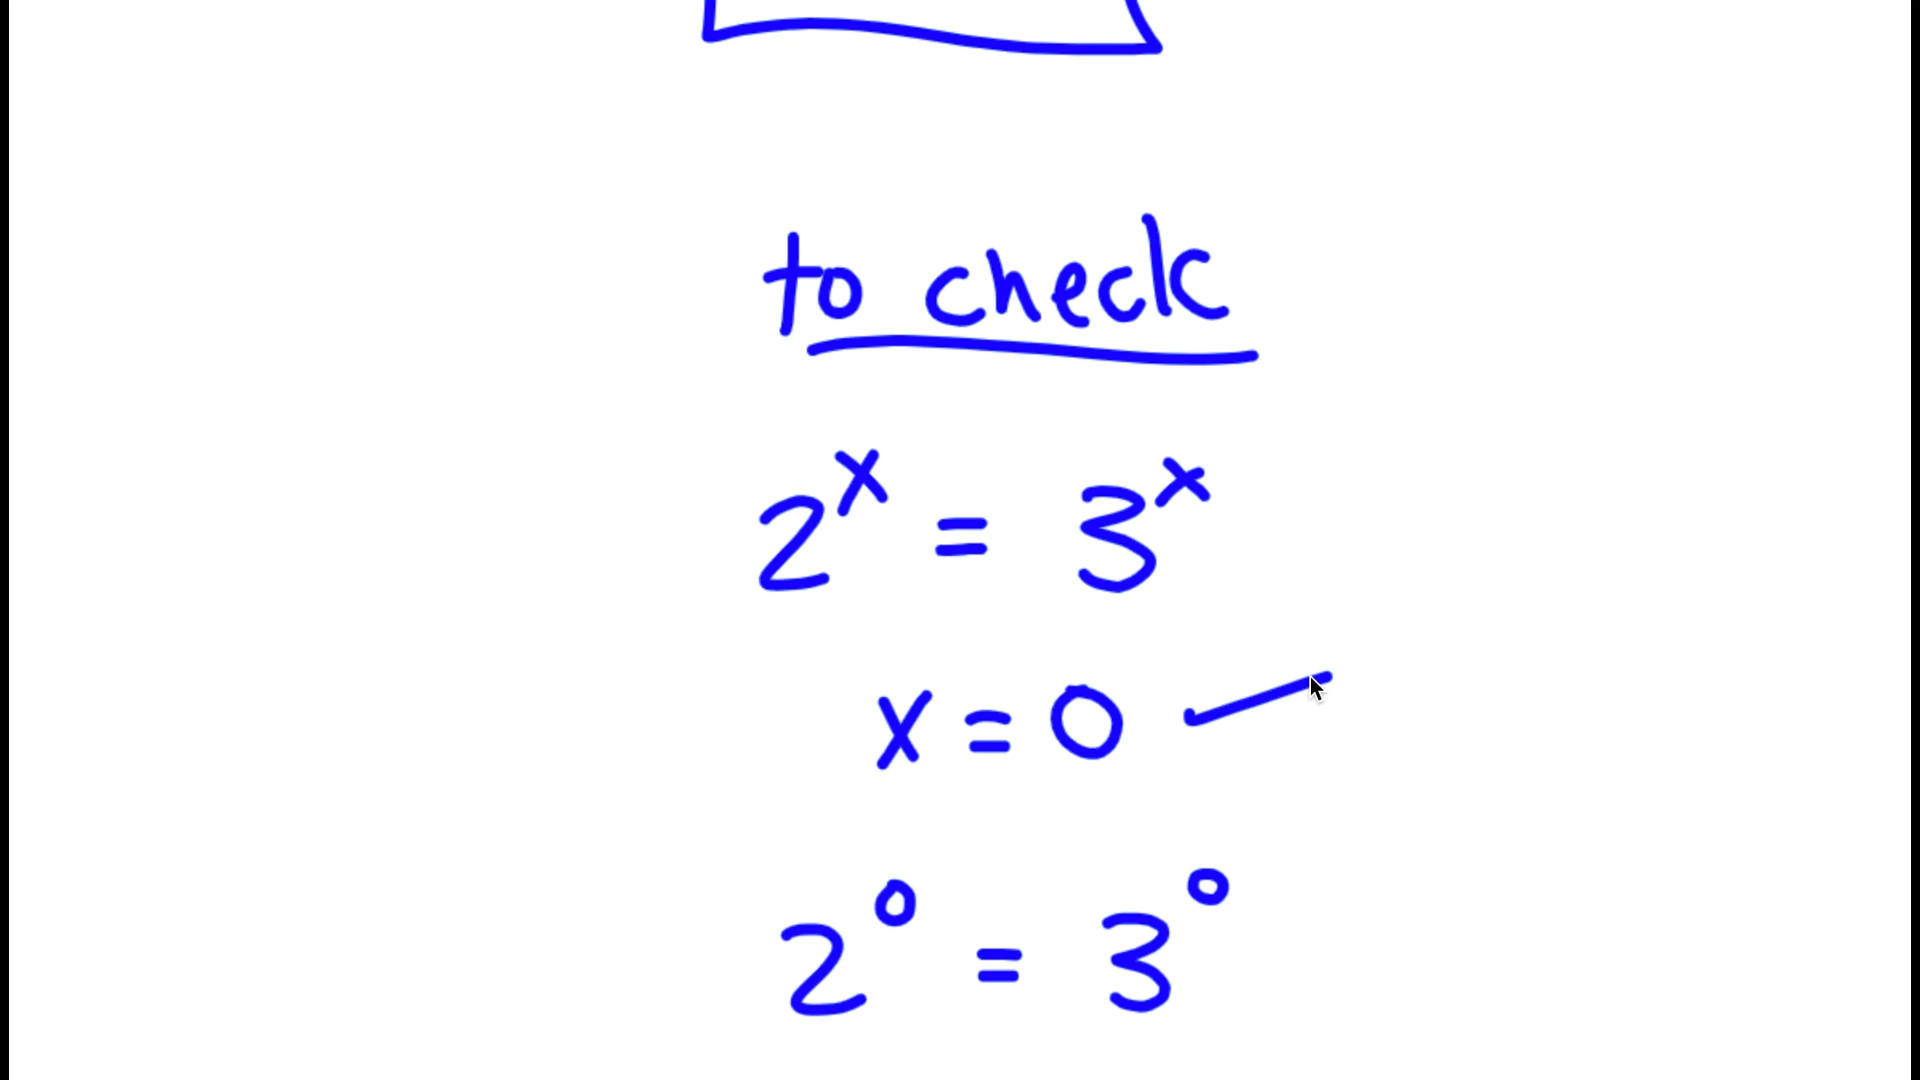 to check
2^x = 3^x
x = 0 ✓
2^0 = 3^0